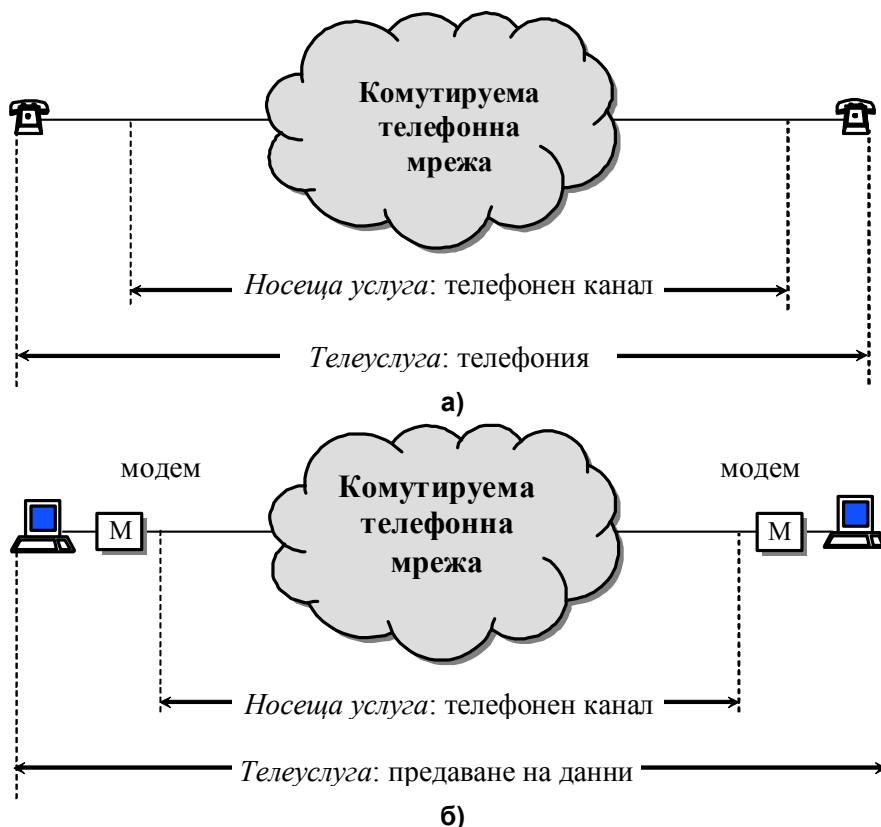 Комутируема
телефонна
мрежа
Носеща услуга: телефонен канал
Телеуслуга: телефония
а)
модем
модем
Комутируема
телефонна
мрежа
М
М
Носеща услуга: телефонен канал
Телеуслуга: предаване на данни
б)